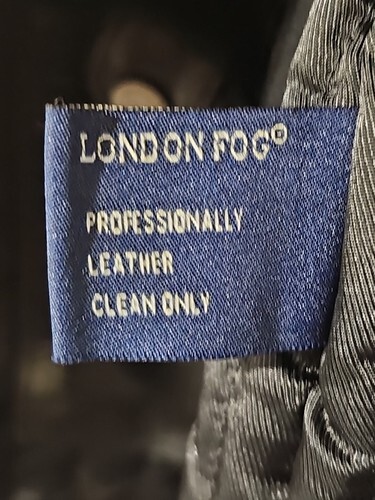 LONDON FOG®
PROFESSIONALLY
LEATHER
CLEAN ONLY